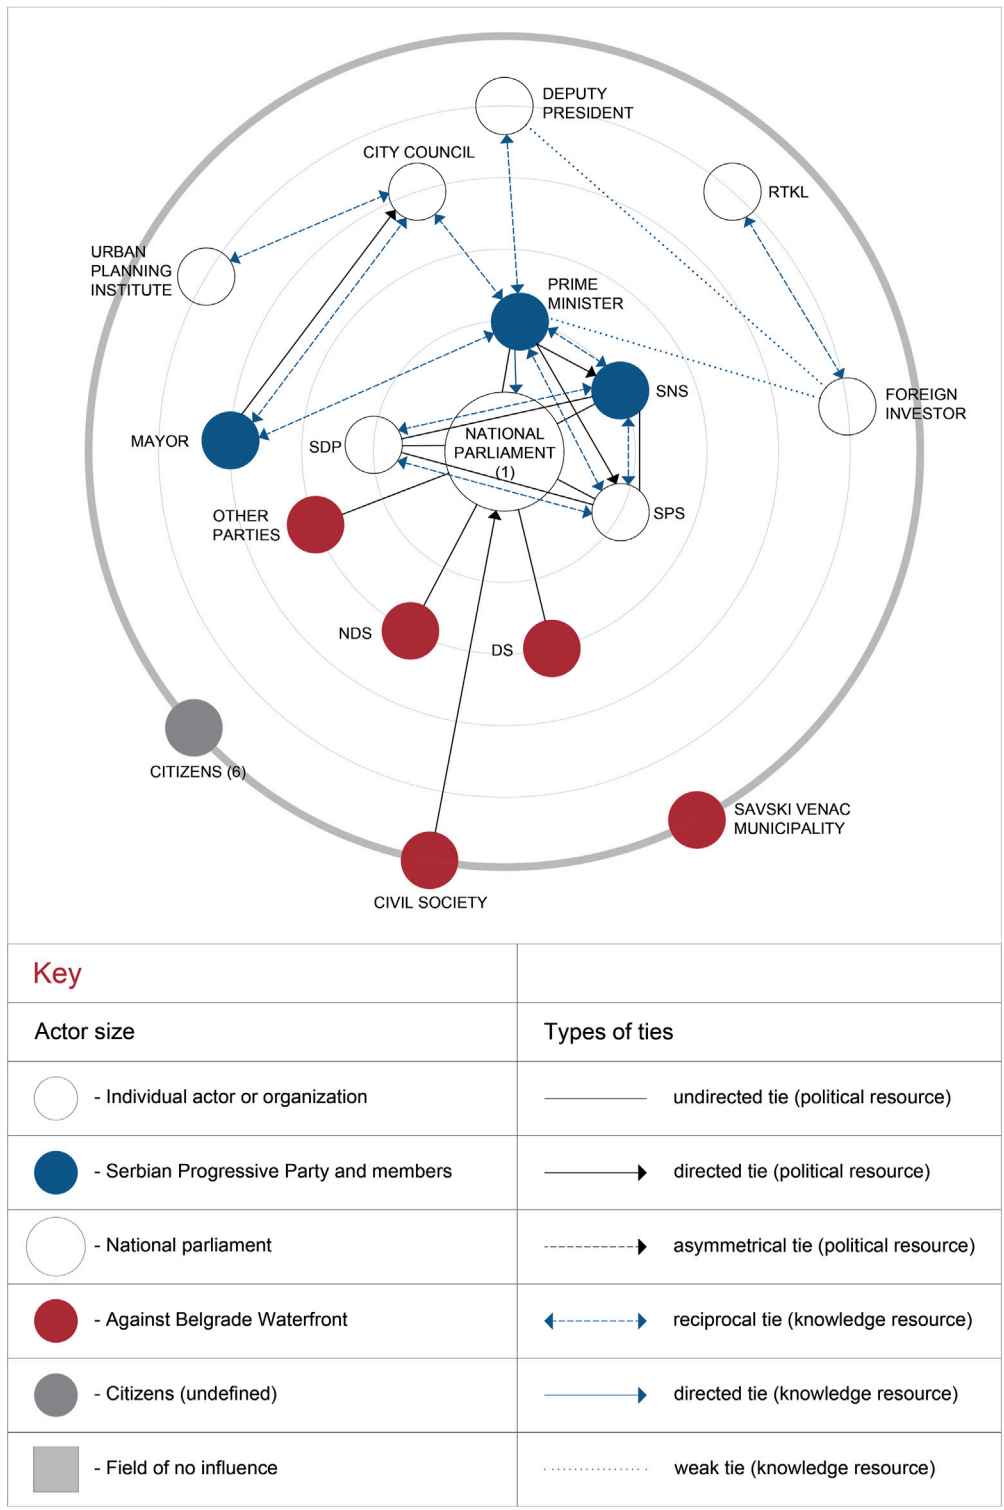 DEPUTY
PRESIDENT
CITY COUNCIL
RTKL
URBAN
PLANNING
INSTITUTE
PRIME
MINISTER
SNS
FOREIGN
INVESTOR
MAYOR
SDP
NATIONAL
PARLIAMENT
(1)
SPS
OTHER
PARTIES
NDS
DS
CITIZENS (6)
SAVSKI VENAC
MUNICIPALITY
CIVIL SOCIETY
Key
Actor size
Types of ties
- Individual actor or organization
undirected tie (political resource)
- Serbian Progressive Party and members
directed tie (political resource)
- National parliament
asymmetrical tie (political resource)
- Against Belgrade Waterfront
reciprocal tie (knowledge resource)
- Citizens (undefined)
directed tie (knowledge resource)
- Field of no influence
weak tie (knowledge resource)